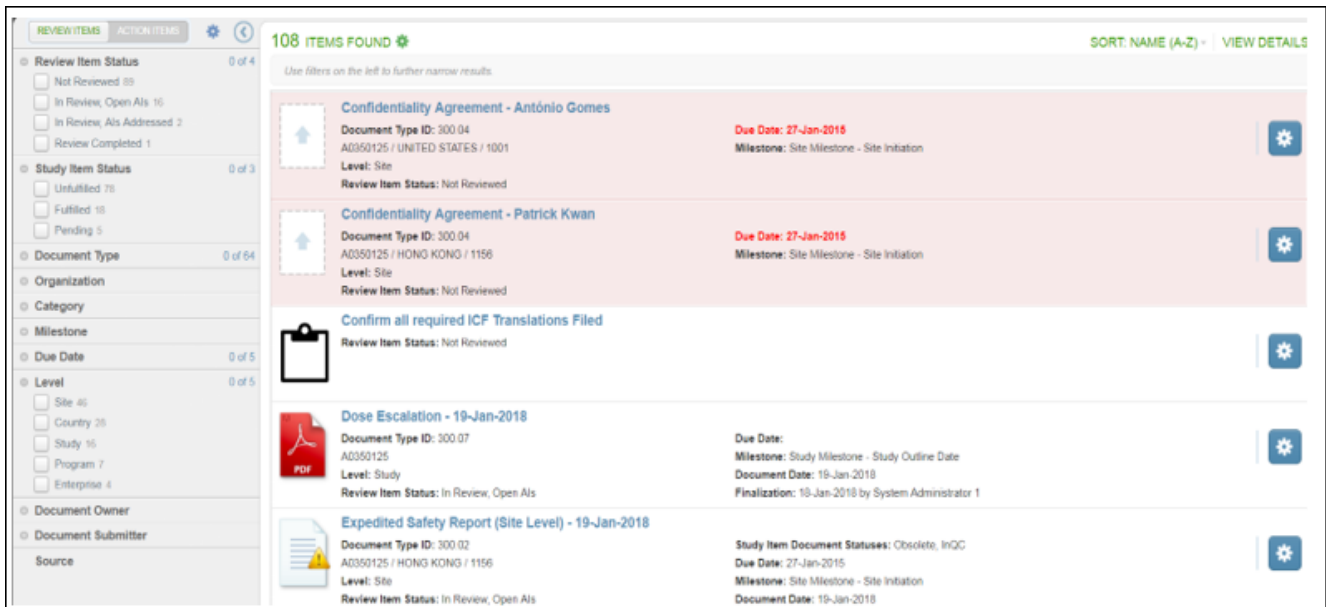 REVIEW ITEMS ACTION ITEMS
Review Item Status 0 of 4
Not Reviewed 89
In Review, Open AIs 16
In Review, AIs Addressed 2
Review Completed 1
Study Item Status 0 of 3
Unfulfilled 78
Fulfilled 18
Pending 5
Document Type 0 of 64
Organization
Category
Milestone
Due Date 0 of 5
Level 0 of 5
Site 46
Country 28
Study 16
Program 7
Enterprise 4
Document Owner
Document Submitter
Source
108 ITEMS FOUND
SORT: NAME (A-Z)
VIEW DETAILS
Use filters on the left to further narrow results.
Confidentiality Agreement - António Gomes
Document Type ID: 300.04
A0350125 / UNITED STATES / 1001
Level: Site
Review Item Status: Not Reviewed
Due Date: 27-Jan-2015
Milestone: Site Milestone - Site Initiation
Confidentiality Agreement - Patrick Kwan
Document Type ID: 300.04
A0350125 / HONG KONG / 1156
Level: Site
Review Item Status: Not Reviewed
Due Date: 27-Jan-2015
Milestone: Site Milestone - Site Initiation
Confirm all required ICF Translations Filed
Review Item Status: Not Reviewed
PDF
Dose Escalation - 19-Jan-2018
Document Type ID: 300.07
A0350125
Level: Study
Review Item Status: In Review, Open AIs
Due Date:
Milestone: Study Milestone - Study Outline Date
Document Date: 19-Jan-2018
Finalization: 18-Jan-2018 by System Administrator 1
Expedited Safety Report (Site Level) - 19-Jan-2018
Document Type ID: 300.02
A0350125 / HONG KONG / 1156
Level: Site
Review Item Status: In Review, Open AIs
Study Item Document Statuses: Obsolete, InQC
Due Date: 27-Jan-2015
Milestone: Site Milestone - Site Initiation
Document Date: 19-Jan-2018